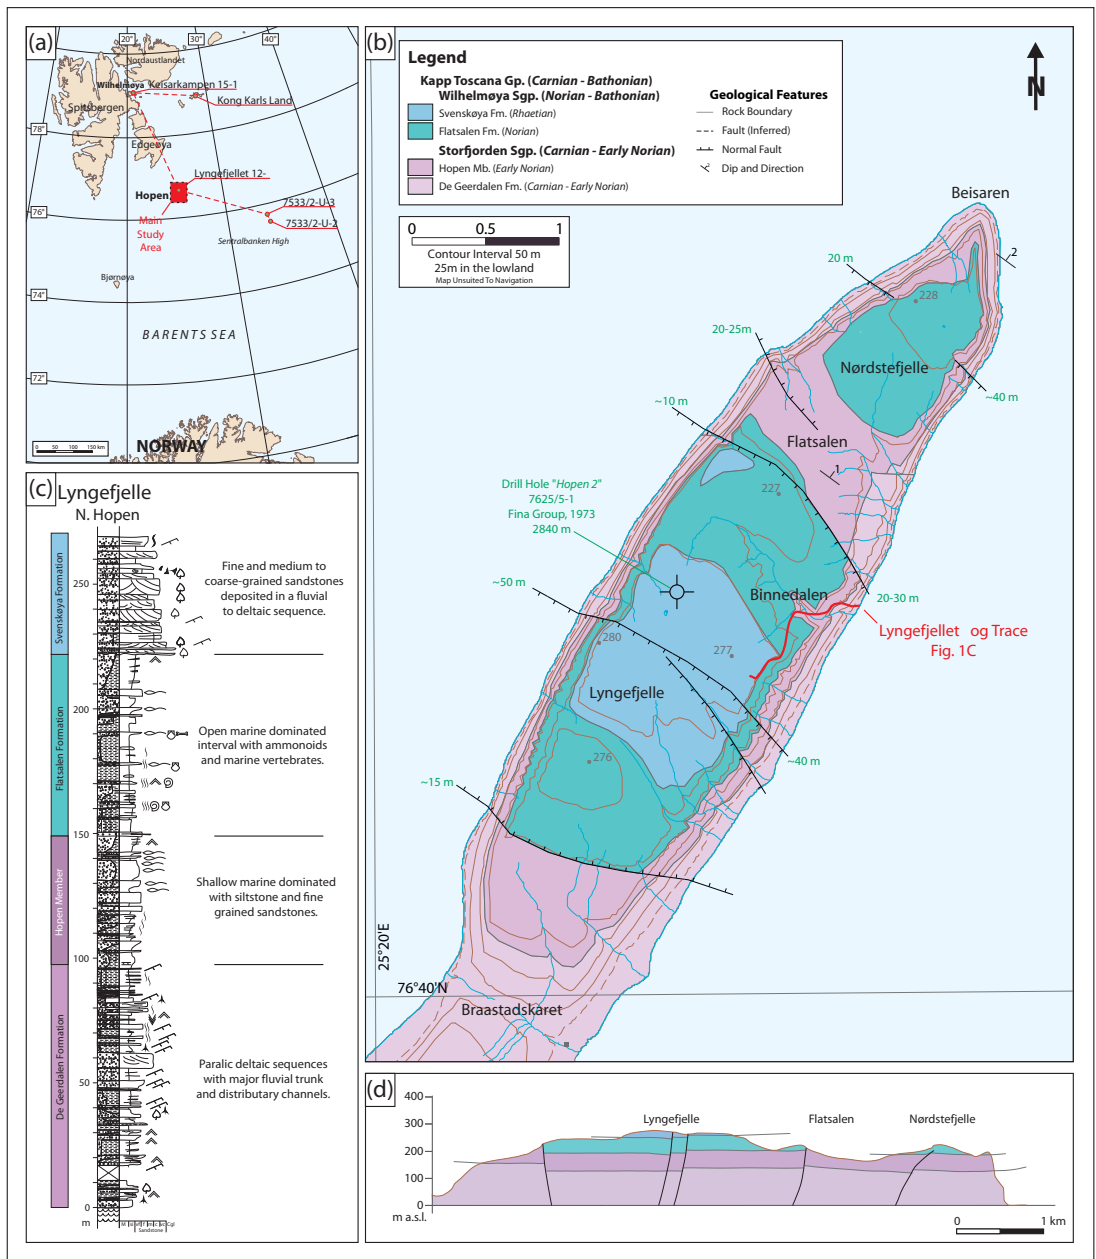 (a)
20°
30°
40°
Nordaustlandet
Wilhelmøya
Keisarkampen 15-1
Kong Karls Land
Spitsbergen
78°
Edgeøya
Lyngefjellet 12-
Hopen
76°
7533/2-U-3
7533/2-U-2
Main
Study
Area
Sentralbanken High
Bjørnøya
74°
BARENTS SEA
72°
NORWAY
0 50 100 150 km
(b)
Legend
Kapp Toscana Gp. (Carnian - Bathonian)
Wilhelmøya Sgp. (Norian - Bathonian)
Svenskøya Fm. (Rhaetian)
Flatsalen Fm. (Norian)
Storfjorden Sgp. (Carnian - Early Norian)
Hopen Mb. (Early Norian)
De Geerdalen Fm. (Carnian - Early Norian)
Geological Features
Rock Boundary
Fault (Inferred)
Normal Fault
Dip and Direction
2
0 0.5 1
Contour Interval 50 m
25m in the lowland
Map Unsuited To Navigation
N
Beisaren
2
20 m
228
20-25m
Nørdstefjelle
~40 m
~10 m
Flatsalen
1
227
Drill Hole "Hopen 2"
7625/5-1
Fina Group, 1973
2840 m
~50 m
Binnedalen
20-30 m
Lyngefjellet og Trace
Fig. 1C
280
277
Lyngefjelle
276
~40 m
~15 m
25°20'E
76°40'N
Braastadskaret
(c)
Lyngefjelle
N. Hopen
Svenskøya Formation
250
Fine and medium to
coarse-grained sandstones
deposited in a fluvial
to deltaic sequence.
Flatsalen Formation
200
Open marine dominated
interval with ammonoids
and marine vertebrates.
150
Hopen Member
Shallow marine dominated
with siltstone and fine
grained sandstones.
100
De Geerdalen Formation
50
Paralic deltaic sequences
with major fluvial trunk
and distributary channels.
0
m
Sandstone
(d)
400
300
200
100
0
m a.s.l.
Lyngefjelle
Flatsalen
Nørdstefjelle
0 1 km